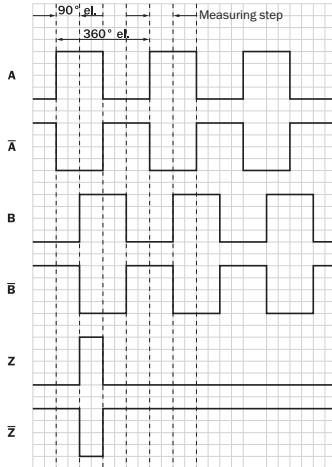 90° el.
Measuring step
360° el.
A
A̅
B
B̅
Z
Z̅